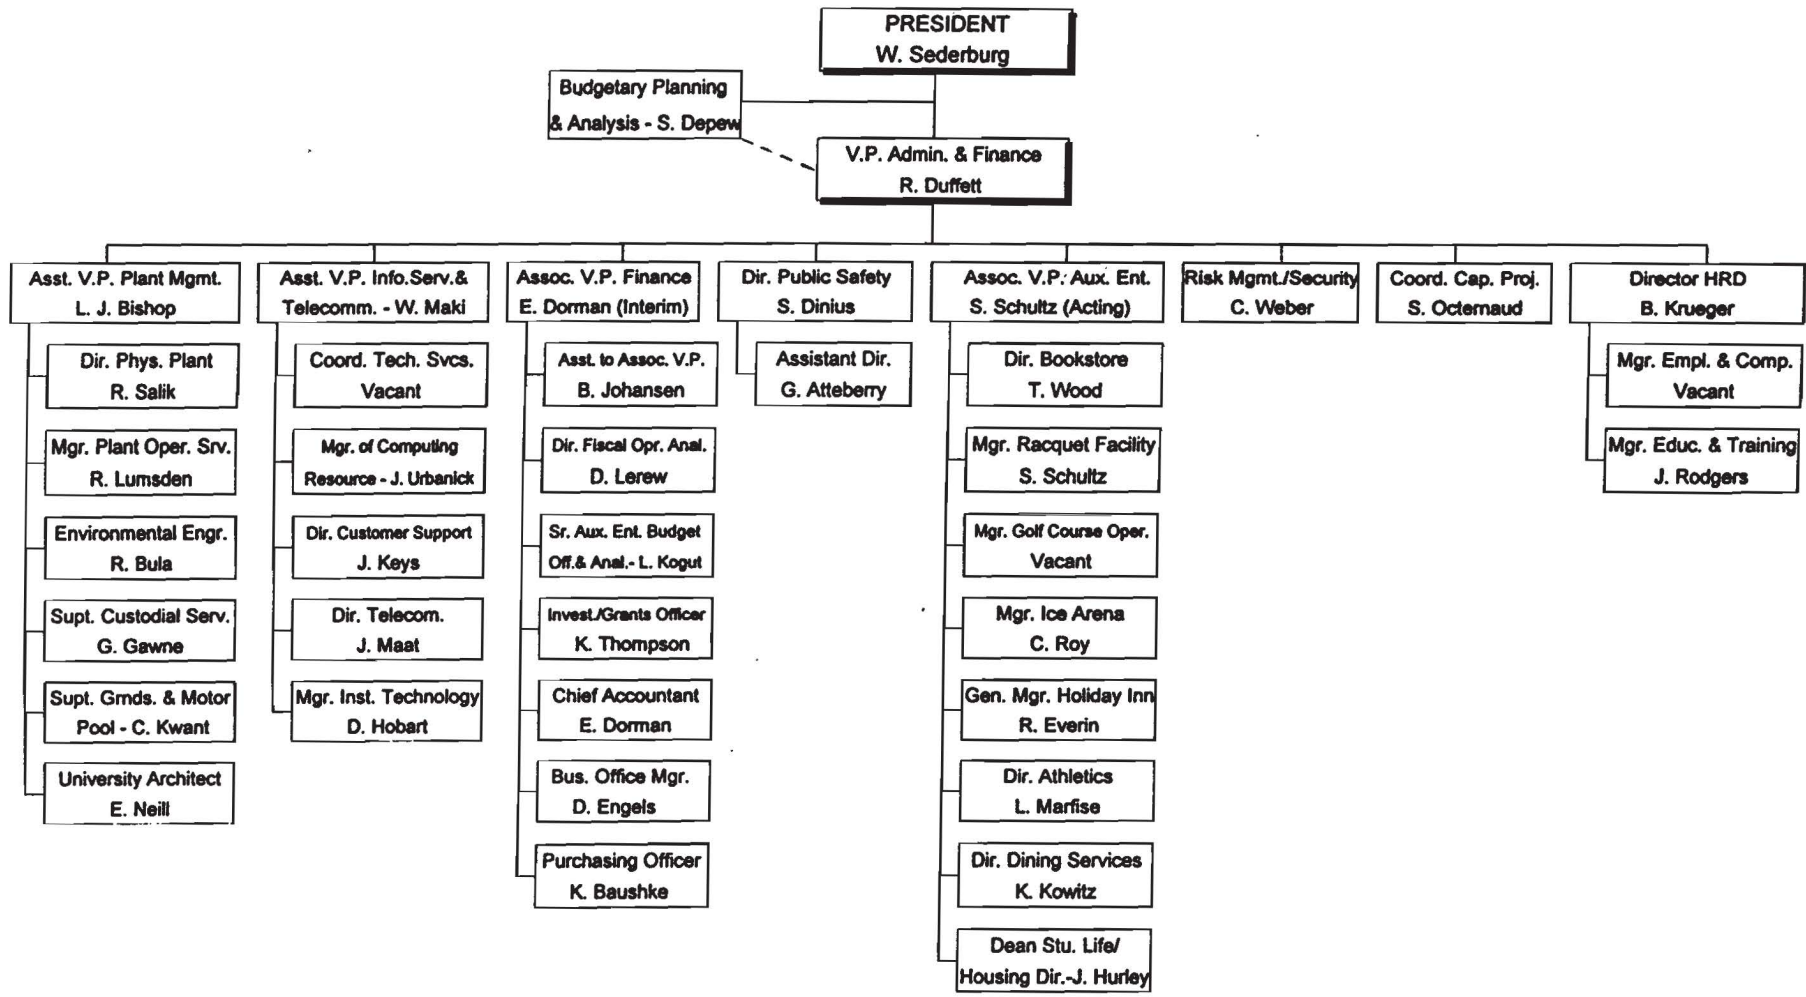 PRESIDENT
W. Sederburg
Budgetary Planning
& Analysis - S. Depew
V.P. Admin. & Finance
R. Duffett
Asst. V.P. Plant Mgmt.
L. J. Bishop
Dir. Phys. Plant
R. Salik
Mgr. Plant Oper. Srv.
R. Lumsden
Environmental Engr.
R. Bula
Supt. Custodial Serv.
G. Gawne
Supt. Grnds. & Motor
Pool - C. Kwant
University Architect
E. Neill
Asst. V.P. Info.Serv.&
Telecomm. - W. Maki
Coord. Tech. Svcs.
Vacant
Mgr. of Computing
Resource - J. Urbanick
Dir. Customer Support
J. Keys
Dir. Telecom.
J. Maat
Mgr. Inst. Technology
D. Hobart
Assoc. V.P. Finance
E. Dorman (Interim)
Asst. to Assoc. V.P.
B. Johansen
Dir. Fiscal Opr. Anal.
D. Lerew
Sr. Aux. Ent. Budget
Off.& Anal.- L. Kogut
Invest./Grants Officer
K. Thompson
Chief Accountant
E. Dorman
Bus. Office Mgr.
D. Engels
Purchasing Officer
K. Baushke
Dir. Public Safety
S. Dinius
Assistant Dir.
G. Atteberry
Assoc. V.P. Aux. Ent.
S. Schultz (Acting)
Dir. Bookstore
T. Wood
Mgr. Racquet Facility
S. Schultz
Mgr. Golf Course Oper.
Vacant
Mgr. Ice Arena
C. Roy
Gen. Mgr. Holiday Inn
R. Everin
Dir. Athletics
L. Marfise
Dir. Dining Services
K. Kowitz
Dean Stu. Life/
Housing Dir.-J. Hurley
Risk Mgmt./Security
C. Weber
Coord. Cap. Proj.
S. Octernaud
Director HRD
B. Krueger
Mgr. Empl. & Comp.
Vacant
Mgr. Educ. & Training
J. Rodgers